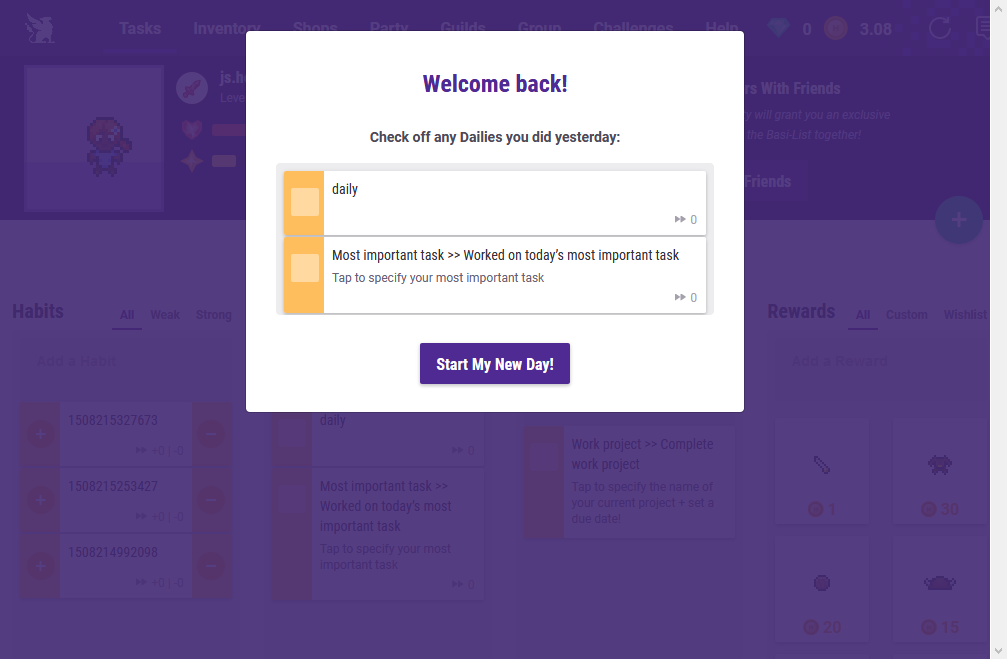 Tasks Inventory Shops Party Guilds Group Challenges Help 0 3.08
Welcome back!
Check off any Dailies you did yesterday:
daily
0
Most important task >> Worked on today's most important task
Tap to specify your most important task
0
Start My New Day!
js.h
Leve
rs With Friends
y will grant you an exclusive
the Basi-List together!
Friends
Habits All Weak Strong
Add a Habit
1508215327673
+0 | -0
1508215253427
+0 | -0
1508214992098
+0 | -0
daily
0
Most important task >>
Worked on today's most
important task
Tap to specify your most
important task
0
Work project >> Complete
work project
Tap to specify the name of
your current project + set a
due date!
Rewards All Custom Wishlist
Add a Reward
1 30
20 15